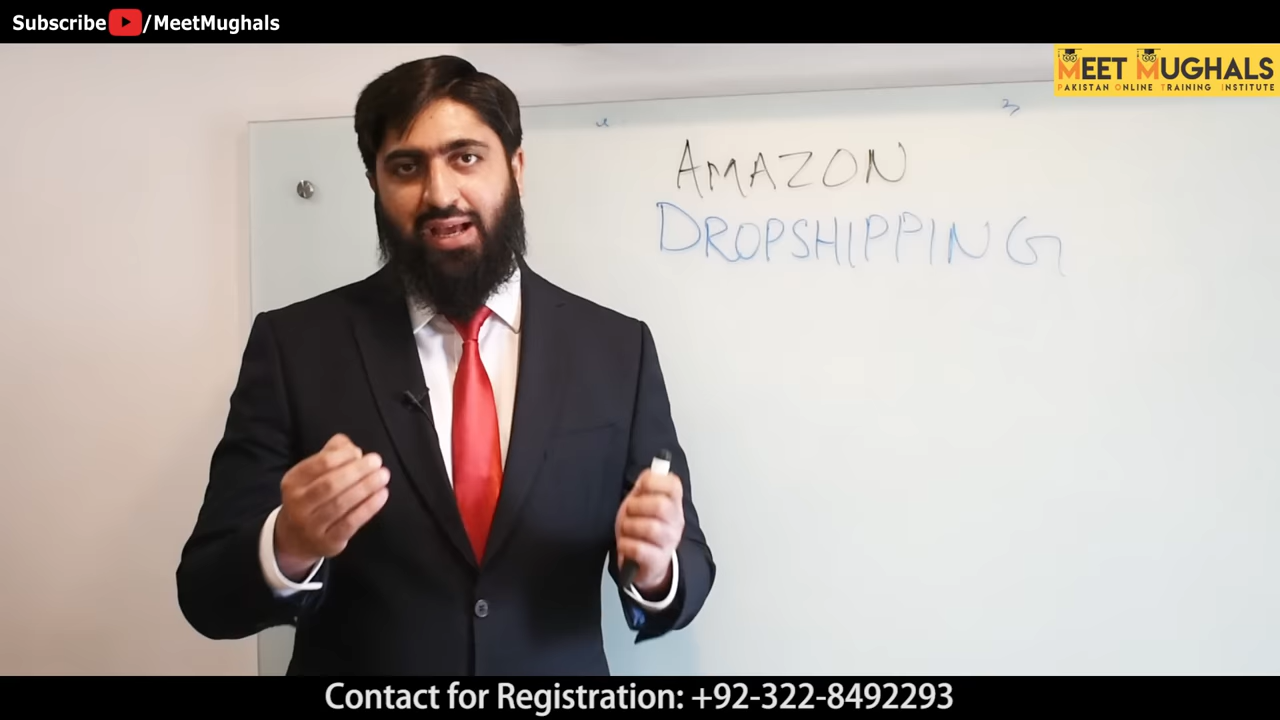 Subscribe /MeetMughals
MEET MUGHALS
PAKISTAN ONLINE TRAINING INSTITUTE
AMAZON
DROPSHIPPING
Contact for Registration: +92-322-8492293